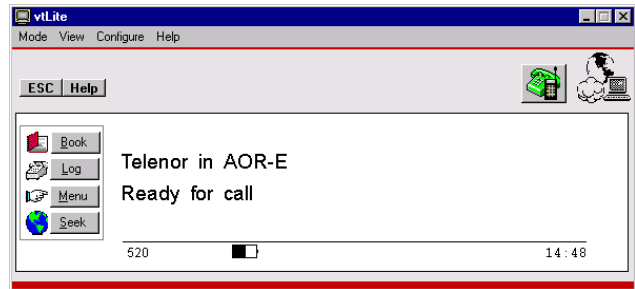 vtLite
Mode View Configure Help
ESC Help
Book
Log
Menu
Seek
Telenor in AOR-E
Ready for call
520 14:48